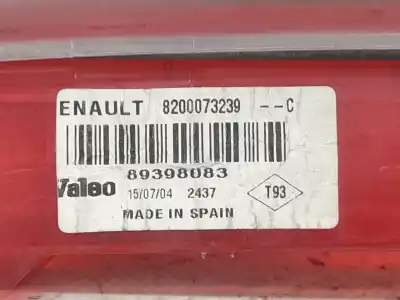 ENAULT 8200073239 --C
89398083
Valeo 15/07/04 2437 T93
MADE IN SPAIN